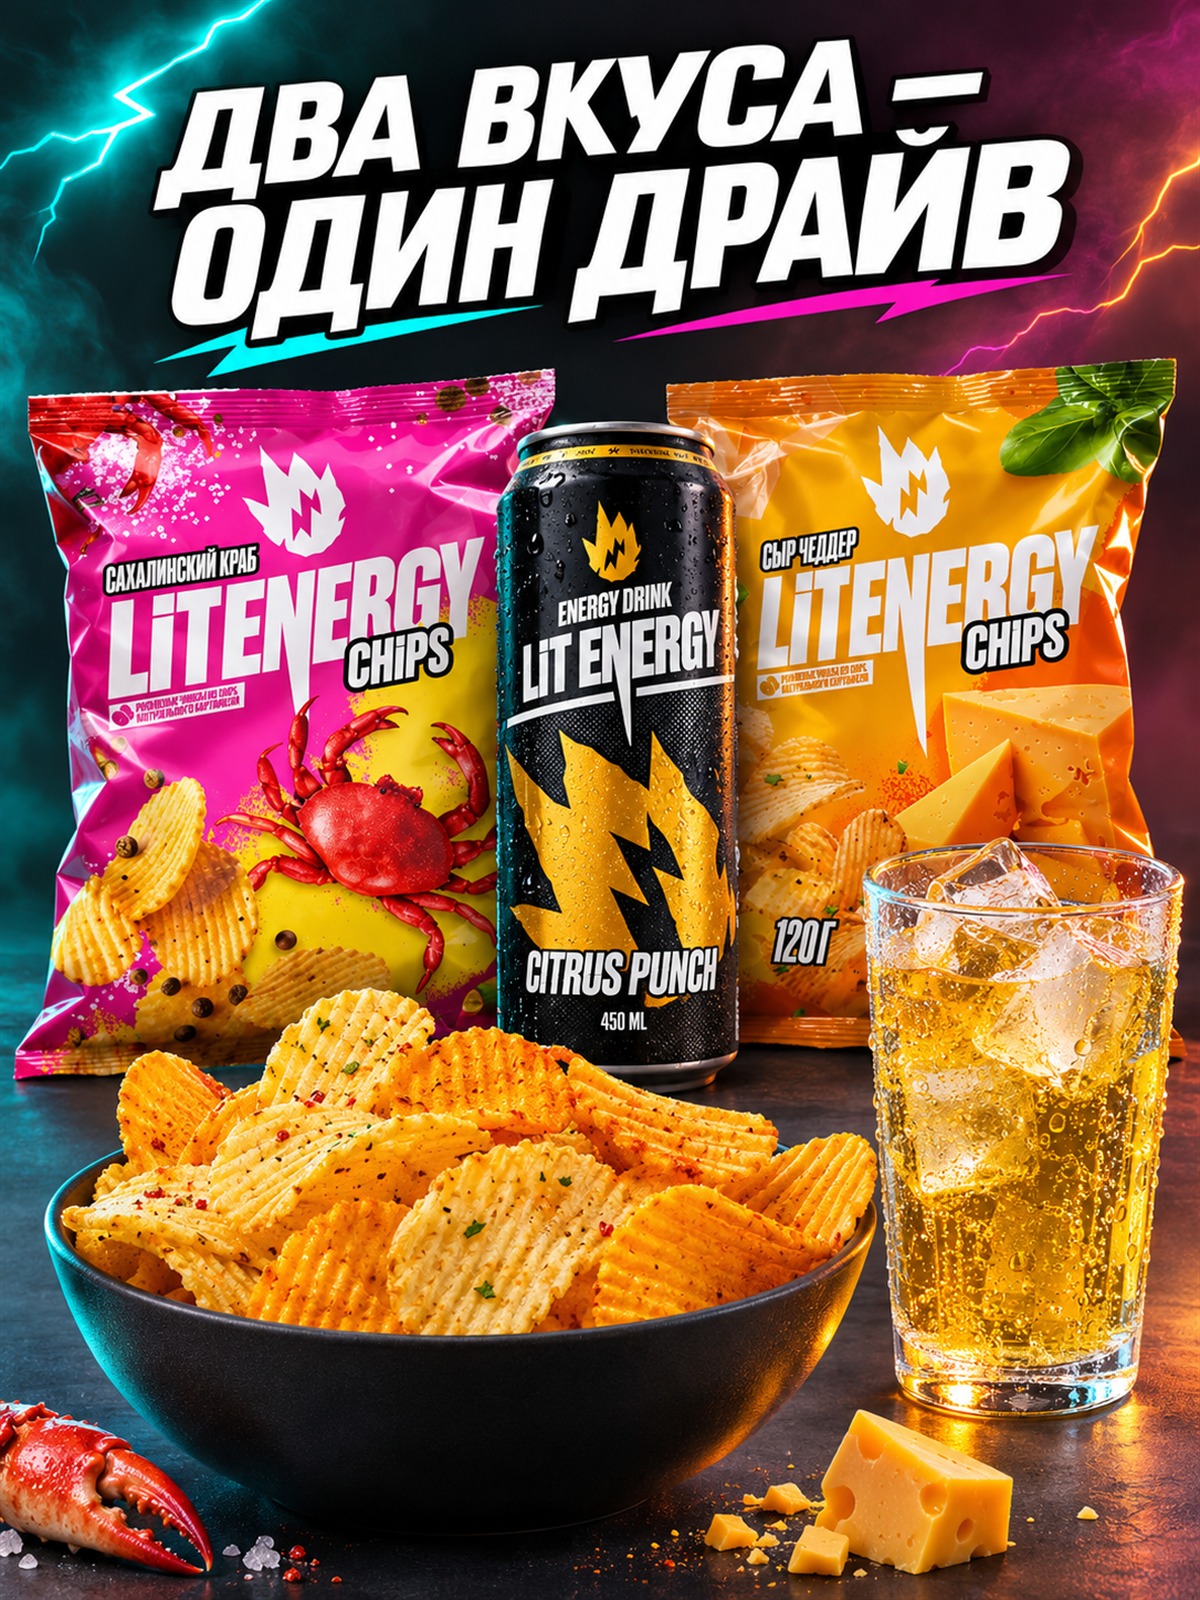 ДВА ВКУСА –
ОДИН ДРАЙВ
САХАЛИНСКИЙ КРАБ
LITENERGY
CHIPS
ENERGY DRINK
LIT ENERGY
CITRUS PUNCH
450 ML
СЫР ЧЕДДЕР
LITENERGY
CHIPS
120Г